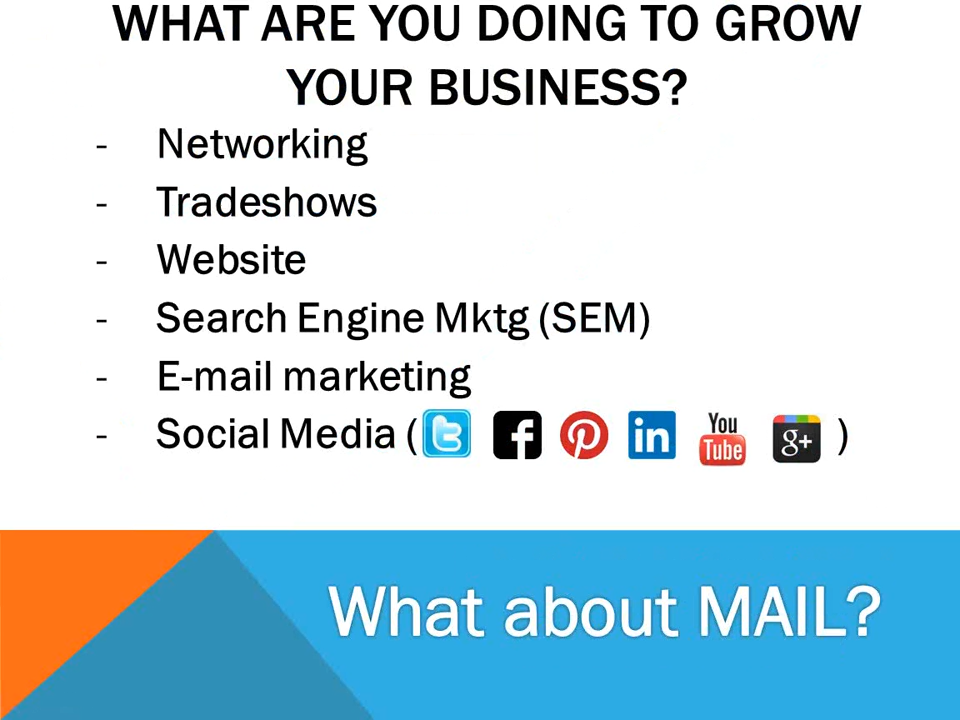 WHAT ARE YOU DOING TO GROW
YOUR BUSINESS?
- Networking
- Tradeshows
- Website
- Search Engine Mktg (SEM)
- E-mail marketing
- Social Media ( t f in You Tube g+ )
What about MAIL?